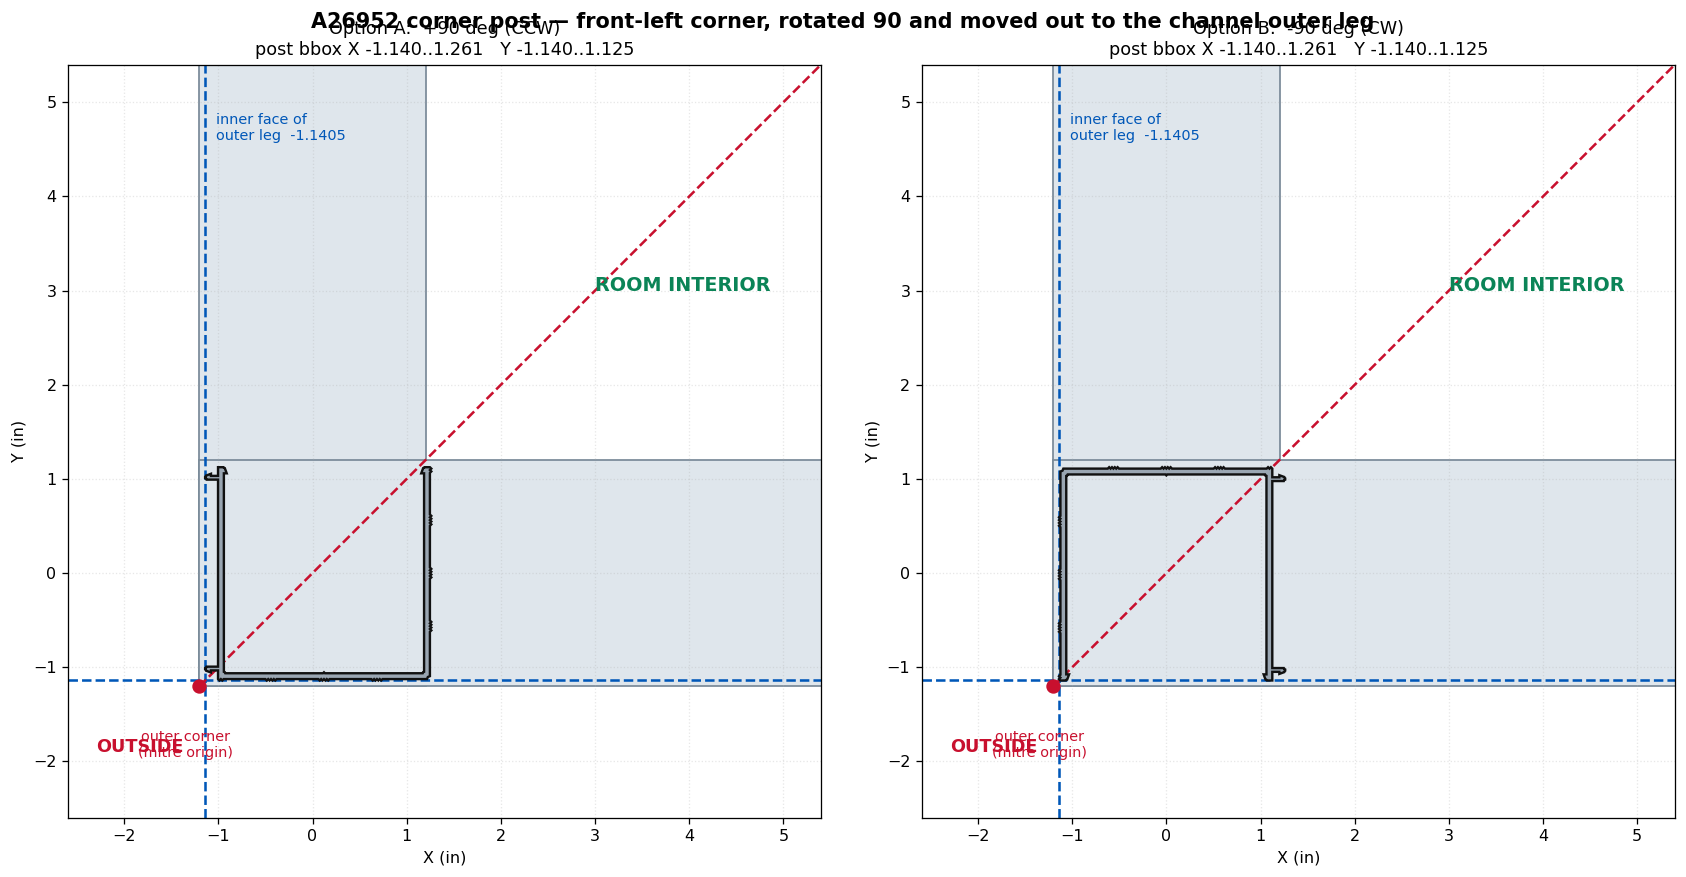 A26952 corner post — front-left corner, rotated 90 and moved out to the channel outer leg
Option A: +90 deg (CCW)
post bbox X -1.140..1.261 Y -1.140..1.125
5
4
3
2
1
0
−1
−2
Y (in)
inner face of
outer leg -1.1405
ROOM INTERIOR
OUTSIDE
outer corner
(mitre origin)
−2
−1
0
1
2
3
4
5
X (in)
Option B: -90 deg (CW)
post bbox X -1.140..1.261 Y -1.140..1.125
5
4
3
2
1
0
−1
−2
Y (in)
inner face of
outer leg -1.1405
ROOM INTERIOR
OUTSIDE
outer corner
(mitre origin)
−2
−1
0
1
2
3
4
5
X (in)